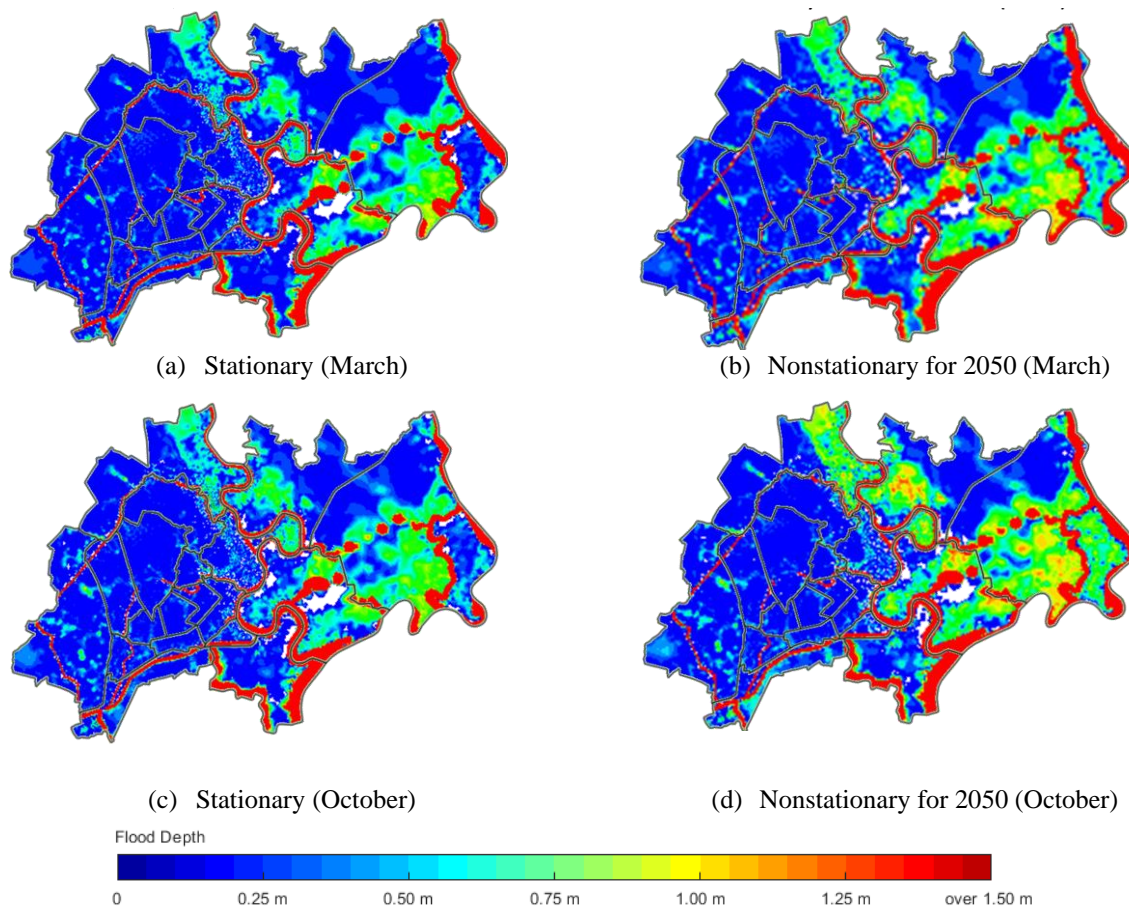 (a) Stationary (March)
(b) Nonstationary for 2050 (March)
(c) Stationary (October)
(d) Nonstationary for 2050 (October)
Flood Depth
0 0.25 m 0.50 m 0.75 m 1.00 m 1.25 m over 1.50 m